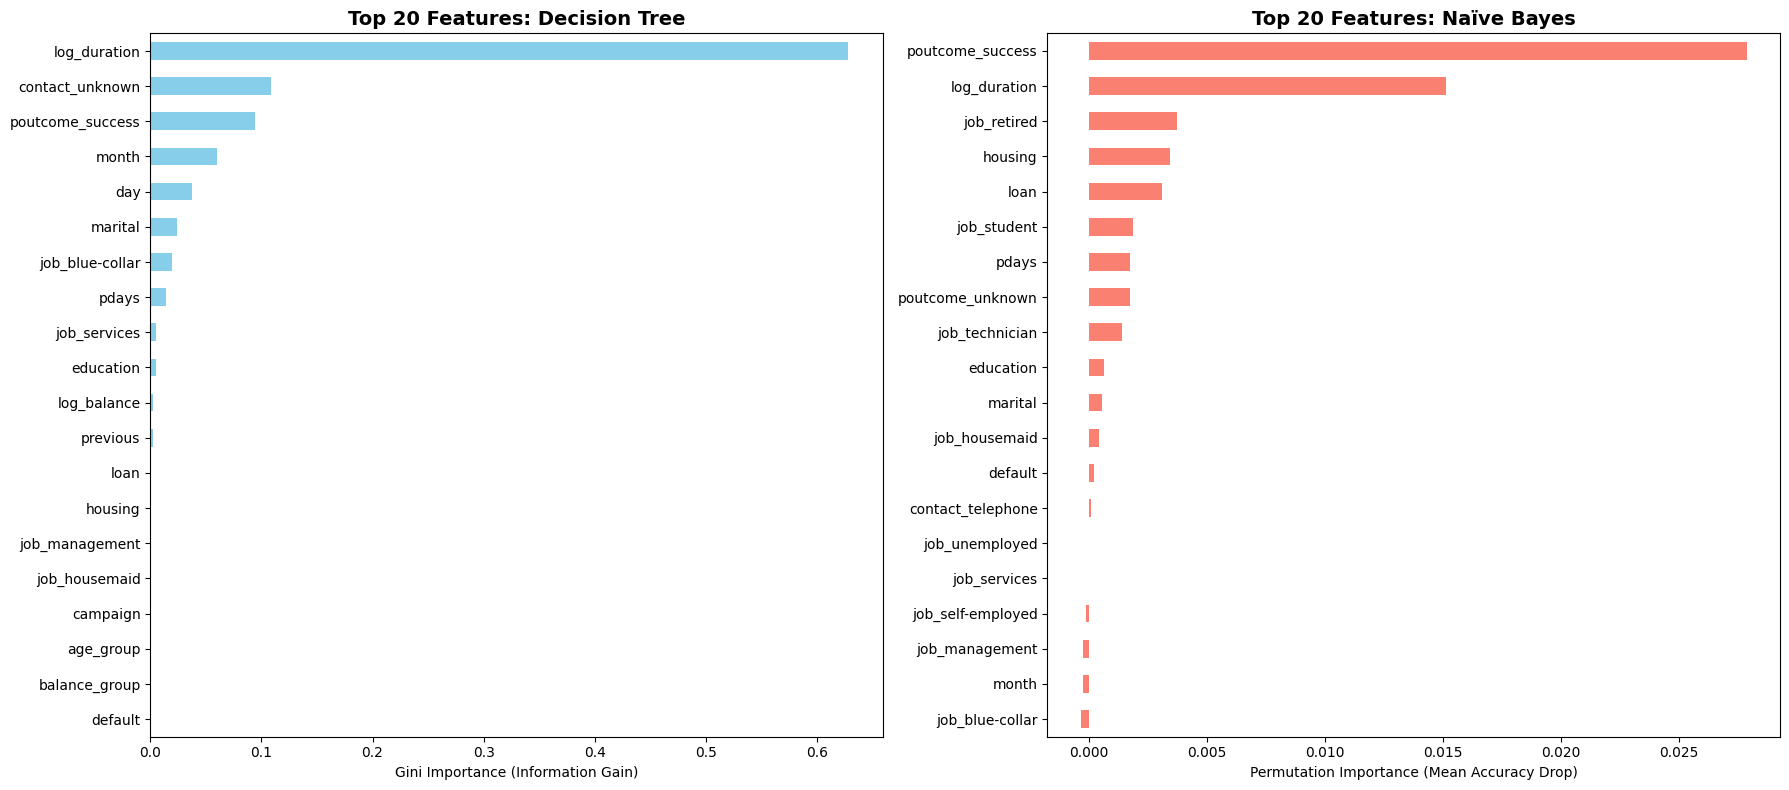 Top 20 Features: Decision Tree
log_duration
contact_unknown
poutcome_success
month
day
marital
job_blue-collar
pdays
job_services
education
log_balance
previous
loan
housing
job_management
job_housemaid
campaign
age_group
balance_group
default
0.0 0.1 0.2 0.3 0.4 0.5 0.6
Gini Importance (Information Gain)
Top 20 Features: Naïve Bayes
poutcome_success
log_duration
job_retired
housing
loan
job_student
pdays
poutcome_unknown
job_technician
education
marital
job_housemaid
default
contact_telephone
job_unemployed
job_services
job_self-employed
job_management
month
job_blue-collar
0.000 0.005 0.010 0.015 0.020 0.025
Permutation Importance (Mean Accuracy Drop)